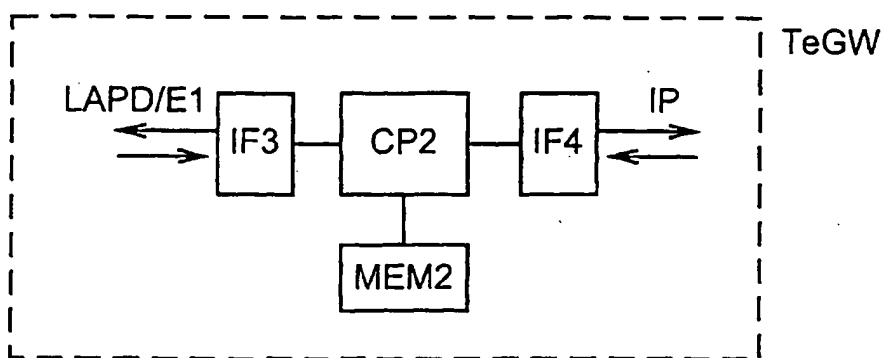 TeGW
LAPD/E1
IP
IF3
CP2
IF4
MEM2